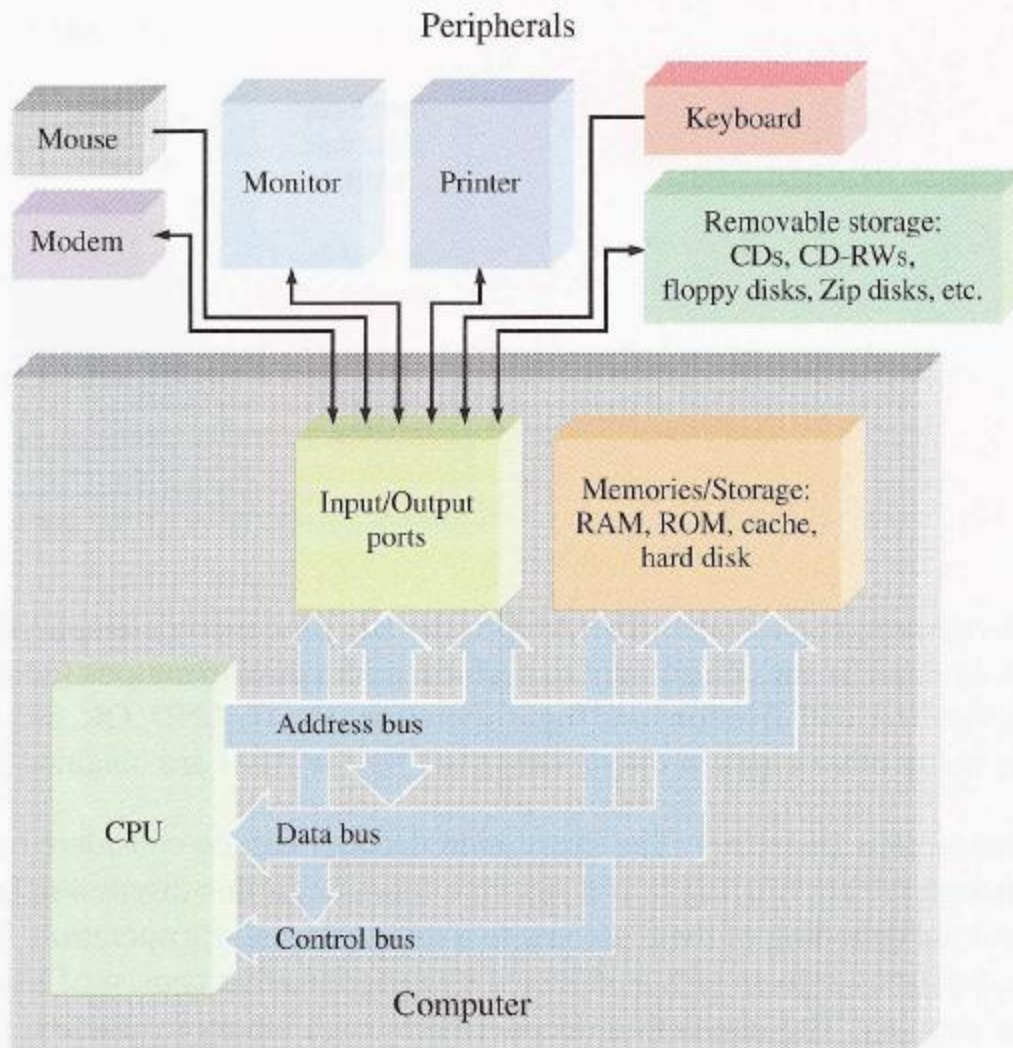 Peripherals
Mouse
Modem
Monitor
Printer
Keyboard
Removable storage:
CDs, CD-RWs,
floppy disks, Zip disks, etc.
Input/Output
ports
Memories/Storage:
RAM, ROM, cache,
hard disk
Address bus
CPU
Data bus
Control bus
Computer